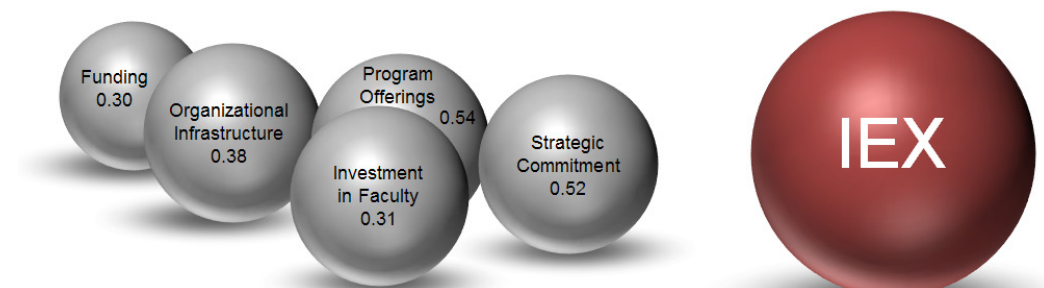 Funding
0.30
Organizational
Infrastructure
0.38
Program
Offerings
0.54
Investment
in Faculty
0.31
Strategic
Commitment
0.52
IEX